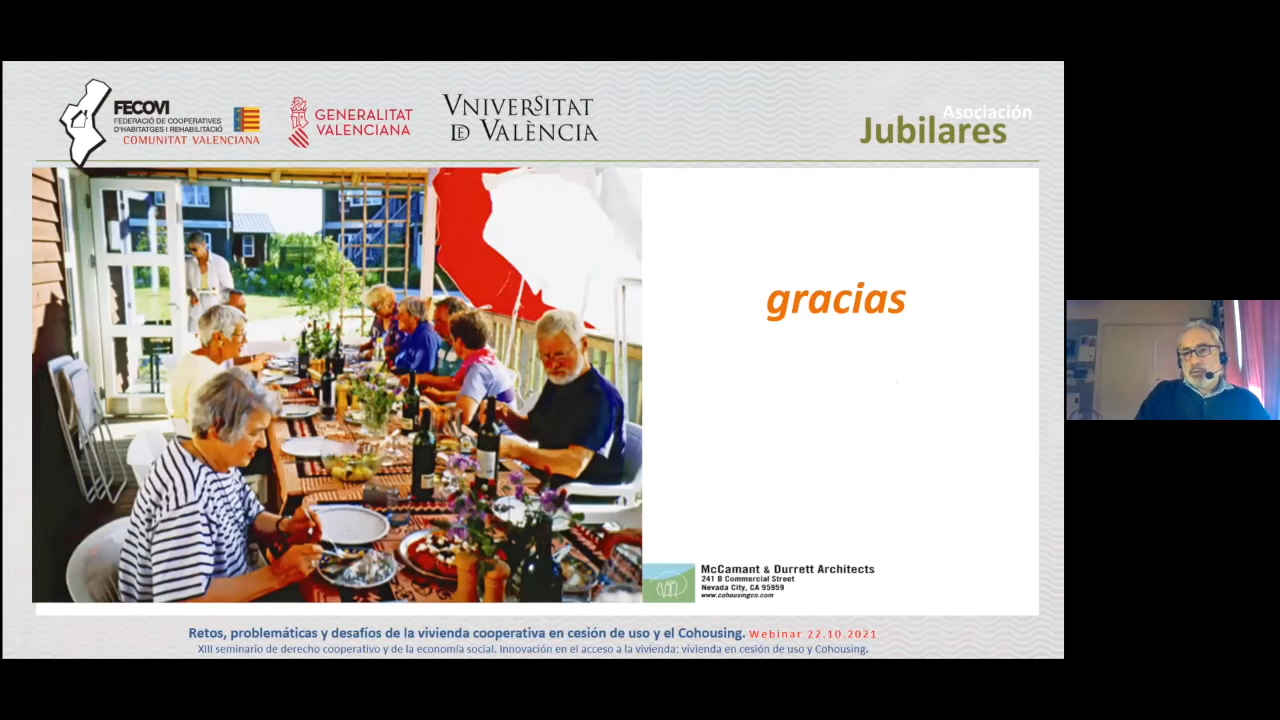 FECOVI
FEDERACIÓ DE COOPERATIVES
D'HABITATGES I REHABILITACIÓ
COMUNITAT VALENCIANA
GENERALITAT
VALENCIANA
VNIVERSITAT
DE VALÈNCIA
Asociación
Jubilares
gracias
McCamant & Durrett Architects
241 B Commercial Street
Nevada City, CA 95959
www.cohousingco.com
Retos, problemáticas y desafíos de la vivienda cooperativa en cesión de uso y el Cohousing. Webinar 22.10.2021
XIII seminario de derecho cooperativo y de la economía social. Innovación en el acceso a la vivienda: vivienda en cesión de uso y Cohousing.